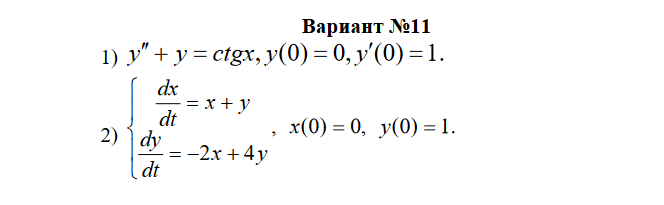 Вариант №11
1) y″ + y = ctgx, y(0) = 0, y′(0) = 1.
2) { dx/dt = x + y
dy/dt = −2x + 4y , x(0) = 0, y(0) = 1.